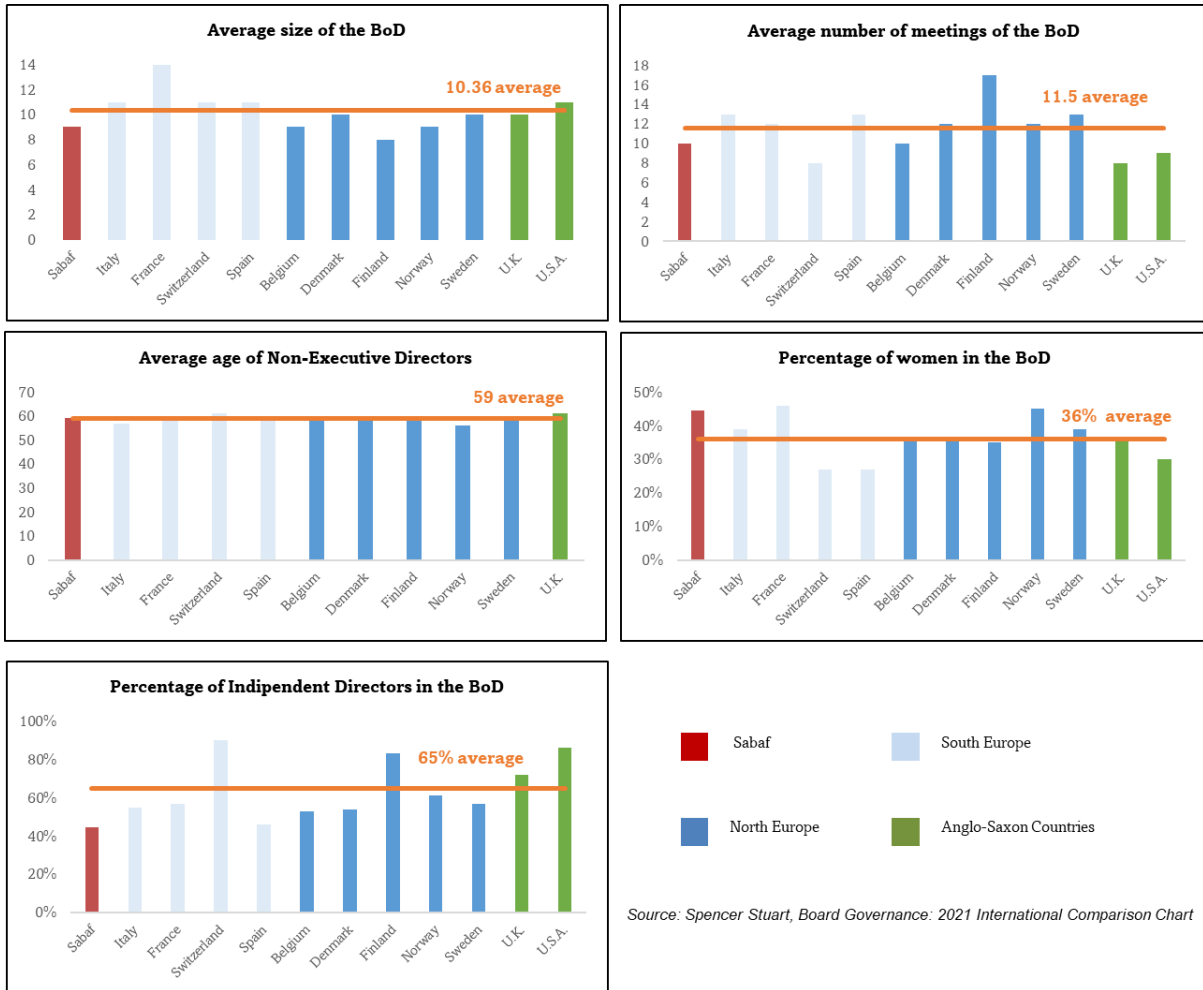 Average size of the BoD
14
12
10
8
6
4
2
0
10.36 average
Sabaf
Italy
France
Switzerland
Spain
Belgium
Denmark
Finland
Norway
Sweden
U.K.
U.S.A.
Average number of meetings of the BoD
18
16
14
12
10
8
6
4
2
0
11.5 average
Sabaf
Italy
France
Switzerland
Spain
Belgium
Denmark
Finland
Norway
Sweden
U.K.
U.S.A.
Average age of Non-Executive Directors
70
60
50
40
30
20
10
0
59 average
Sabaf
Italy
France
Switzerland
Spain
Belgium
Denmark
Finland
Norway
Sweden
U.K.
Percentage of women in the BoD
50%
40%
30%
20%
10%
0%
36% average
Sabaf
Italy
France
Switzerland
Spain
Belgium
Denmark
Finland
Norway
Sweden
U.K.
U.S.A.
Percentage of Indipendent Directors in the BoD
100%
80%
60%
40%
20%
0%
65% average
Sabaf
Italy
France
Switzerland
Spain
Belgium
Denmark
Finland
Norway
Sweden
U.K.
U.S.A.
Sabaf
South Europe
North Europe
Anglo-Saxon Countries
Source: Spencer Stuart, Board Governance: 2021 International Comparison Chart